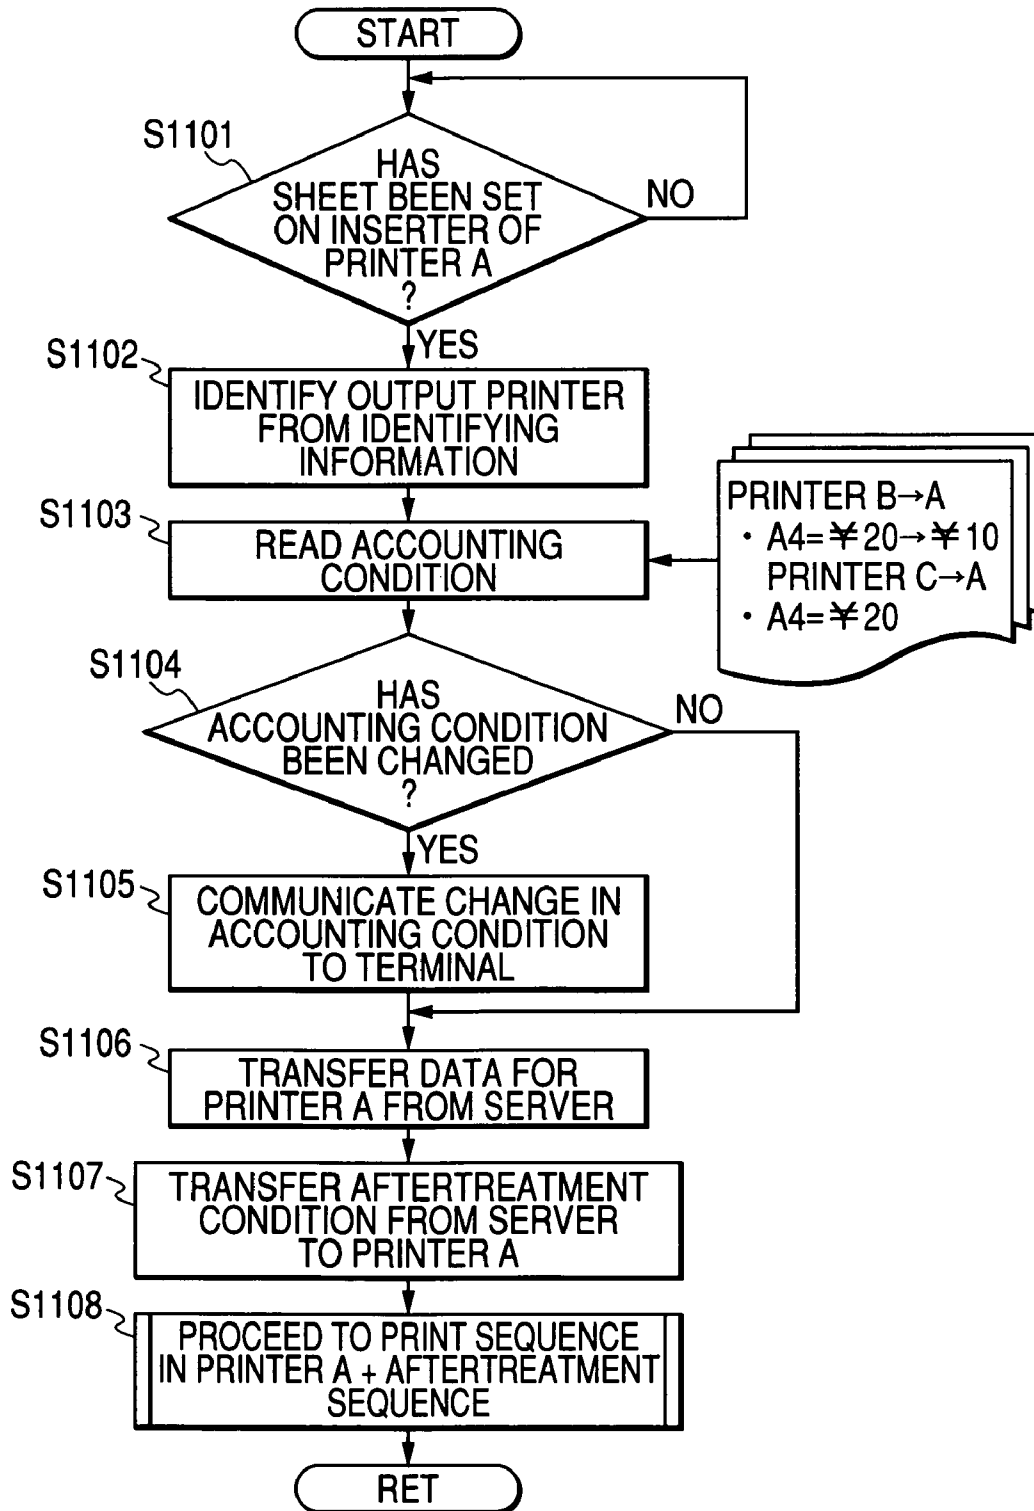 START
S1101
HAS
SHEET BEEN SET
ON INSERTER OF
PRINTER A
?
NO
YES
S1102
IDENTIFY OUTPUT PRINTER
FROM IDENTIFYING
INFORMATION
S1103
READ ACCOUNTING
CONDITION
PRINTER B→A
・A4=¥20→¥10
PRINTER C→A
・A4=¥20
S1104
HAS
ACCOUNTING CONDITION
BEEN CHANGED
?
NO
YES
S1105
COMMUNICATE CHANGE IN
ACCOUNTING CONDITION
TO TERMINAL
S1106
TRANSFER DATA FOR
PRINTER A FROM SERVER
S1107
TRANSFER AFTERTREATMENT
CONDITION FROM SERVER
TO PRINTER A
S1108
PROCEED TO PRINT SEQUENCE
IN PRINTER A + AFTERTREATMENT
SEQUENCE
RET